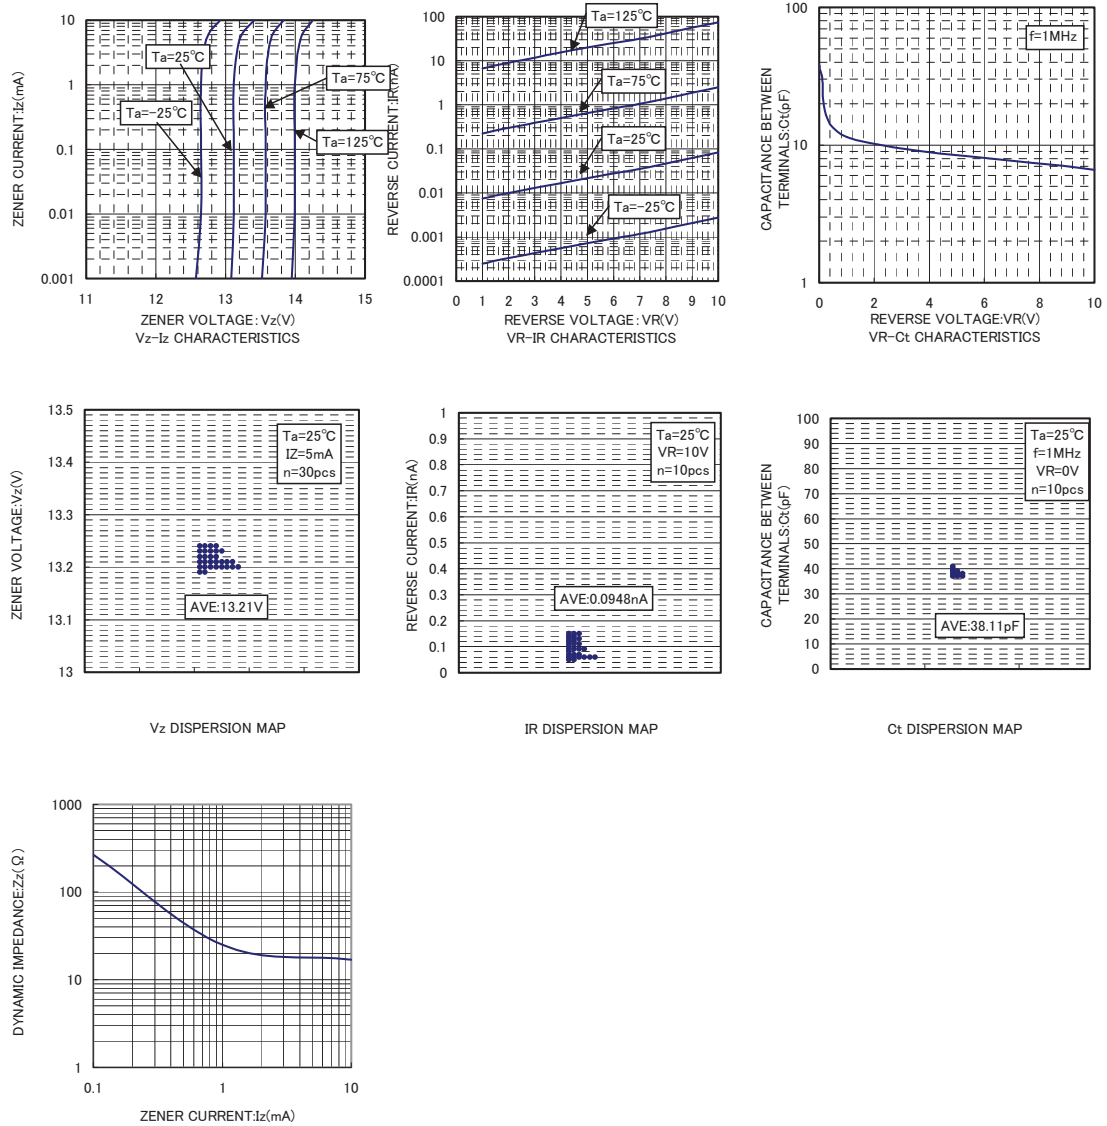 ZENER CURRENT:Iz(mA)
10
1
0.1
0.01
0.001
11
12
13
14
15
Ta=25℃
Ta=75℃
Ta=-25℃
Ta=125℃
ZENER VOLTAGE:Vz(V)
Vz-Iz CHARACTERISTICS
REVERSE CURRENT:IR(nA)
100
10
1
0.1
0.01
0.001
0.0001
0
1
2
3
4
5
6
7
8
9
10
Ta=125℃
Ta=75℃
Ta=25℃
Ta=-25℃
REVERSE VOLTAGE:VR(V)
VR-IR CHARACTERISTICS
CAPACITANCE BETWEEN
TERMINALS:Ct(pF)
100
10
1
0
2
4
6
8
10
f=1MHz
REVERSE VOLTAGE:VR(V)
VR-Ct CHARACTERISTICS
ZENER VOLTAGE:Vz(V)
13.5
13.4
13.3
13.2
13.1
13
Ta=25℃
IZ=5mA
n=30pcs
AVE:13.21V
Vz DISPERSION MAP
REVERSE CURRENT:IR(nA)
1
0.9
0.8
0.7
0.6
0.5
0.4
0.3
0.2
0.1
0
Ta=25℃
VR=10V
n=10pcs
AVE:0.0948nA
IR DISPERSION MAP
CAPACITANCE BETWEEN
TERMINALS:Ct(pF)
100
90
80
70
60
50
40
30
20
10
0
Ta=25℃
f=1MHz
VR=0V
n=10pcs
AVE:38.11pF
Ct DISPERSION MAP
DYNAMIC IMPEDANCE:Zz(Ω)
1000
100
10
1
0.1
1
10
ZENER CURRENT:Iz(mA)